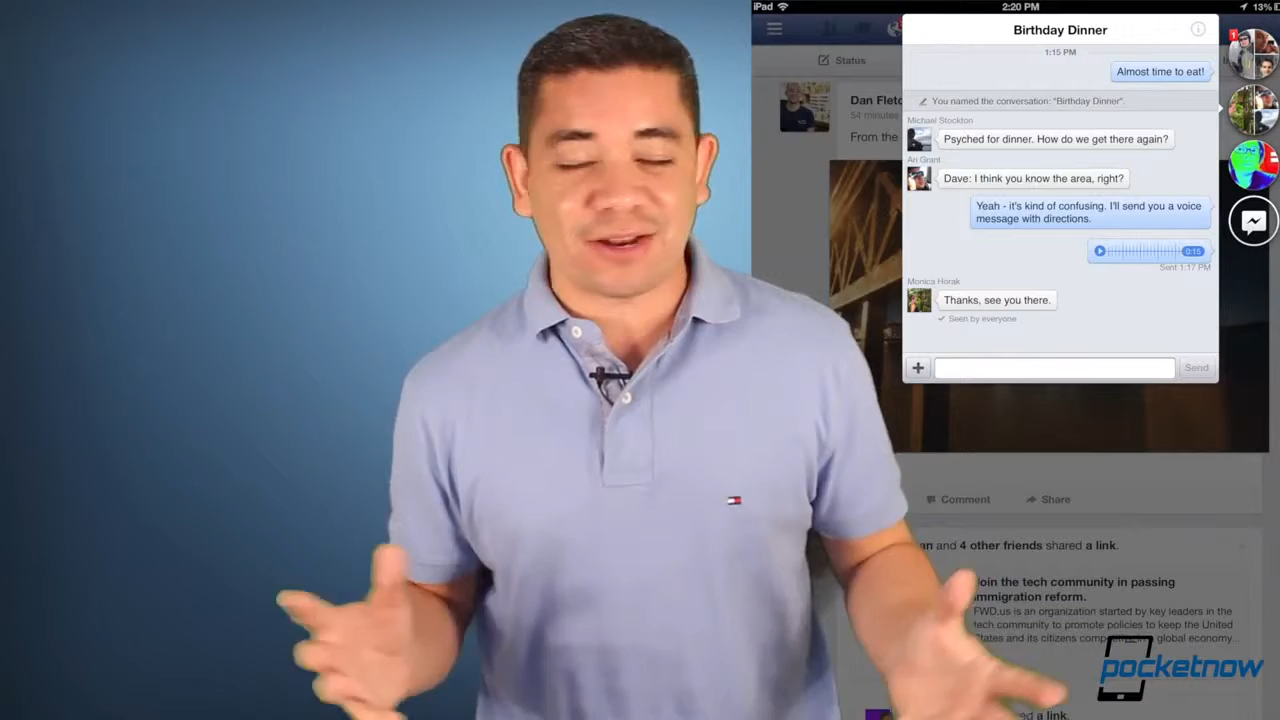 iPad
2:20 PM
13%
Birthday Dinner
1:15 PM
Almost time to eat!
You named the conversation: "Birthday Dinner".
Michael Stockton
Psyched for dinner. How do we get there again?
Ari Grant
Dave: I think you know the area, right?
Yeah - it's kind of confusing. I'll send you a voice
message with directions.
0:15
Sent 1:17 PM
Monica Horak
Thanks, see you there.
Seen by everyone
Send
1
Status
Dan
54 minutes
From the
Comment
Share
and 4 other friends shared a link.
Join the tech community in passing
immigration reform.
FWD.us is an organization started by key leaders in the
tech community to promote policies to keep the United
States and its citizens global economy...
a link.
pocketnow